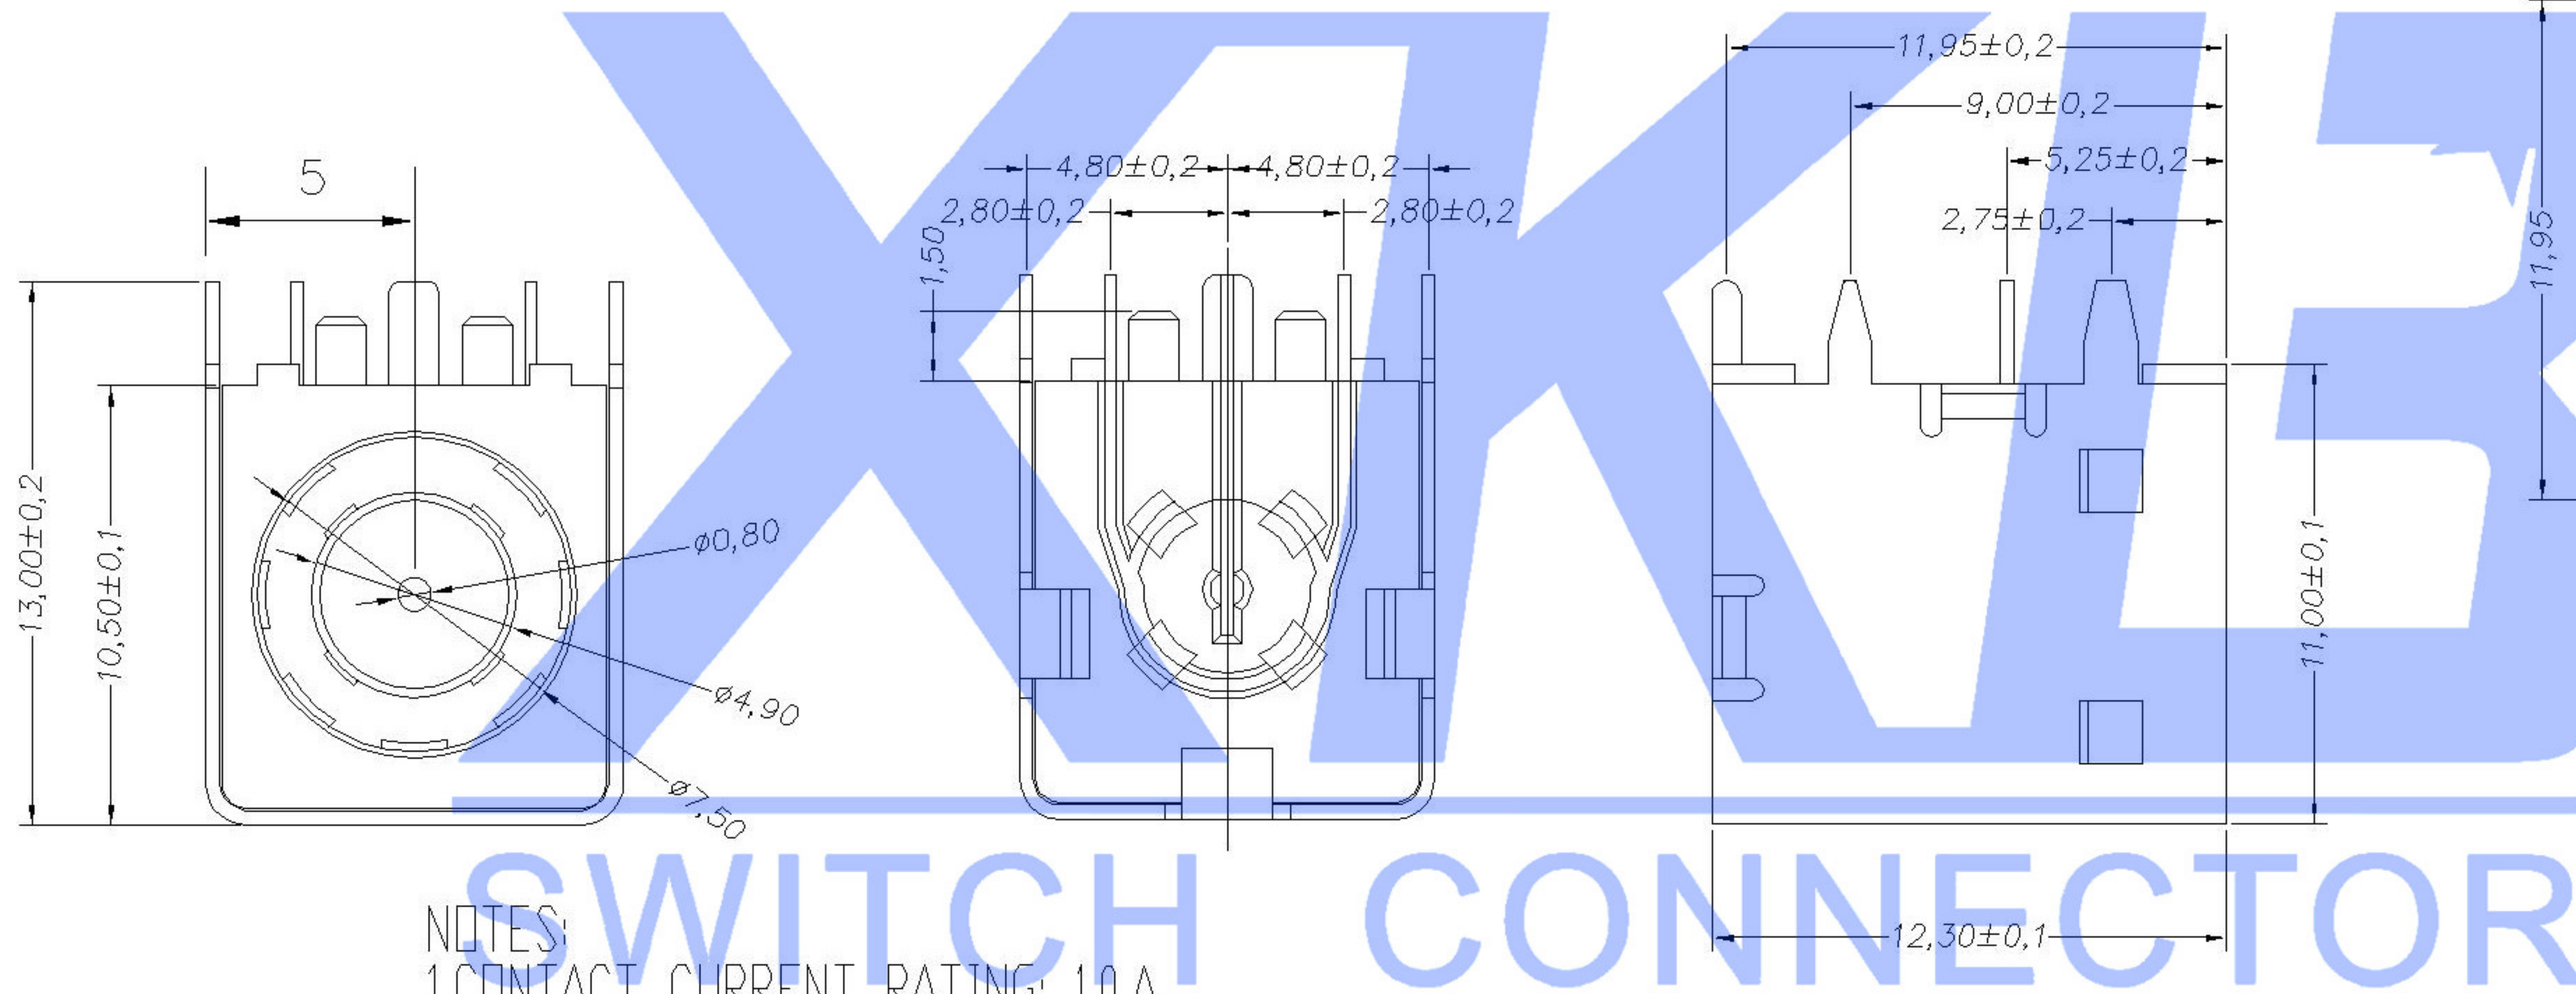 11,95±0,2
9,00±0,2
5,25±0,2
2,75±0,2
11,95
5
4,80±0,2 4,80±0,2
2,80±0,2 2,80±0,2
1,50
13,00±0,2
10,50±0,1
ø0,80
ø4,90
ø7,50
11,00±0,1
12,30±0,1
XKB
SWITCH CONNECTOR
NOTES:
1.CONTACT CURRENT RATING: 10 A